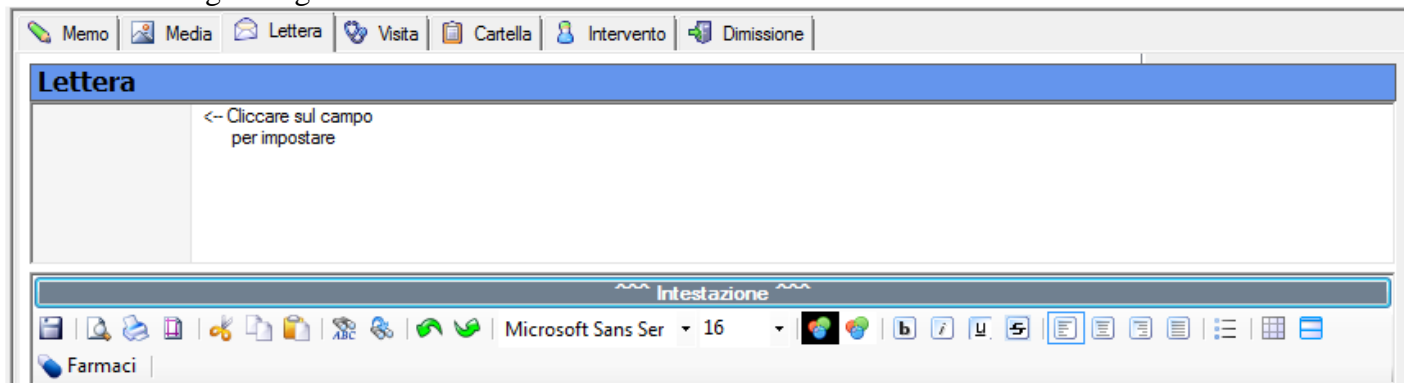 Memo Media Lettera Visita Cartella Intervento Dimissione
Lettera
<-- Cliccare sul campo
per impostare
^^^ Intestazione ^^^
ABC Microsoft Sans Ser 16 b i u S
Farmaci